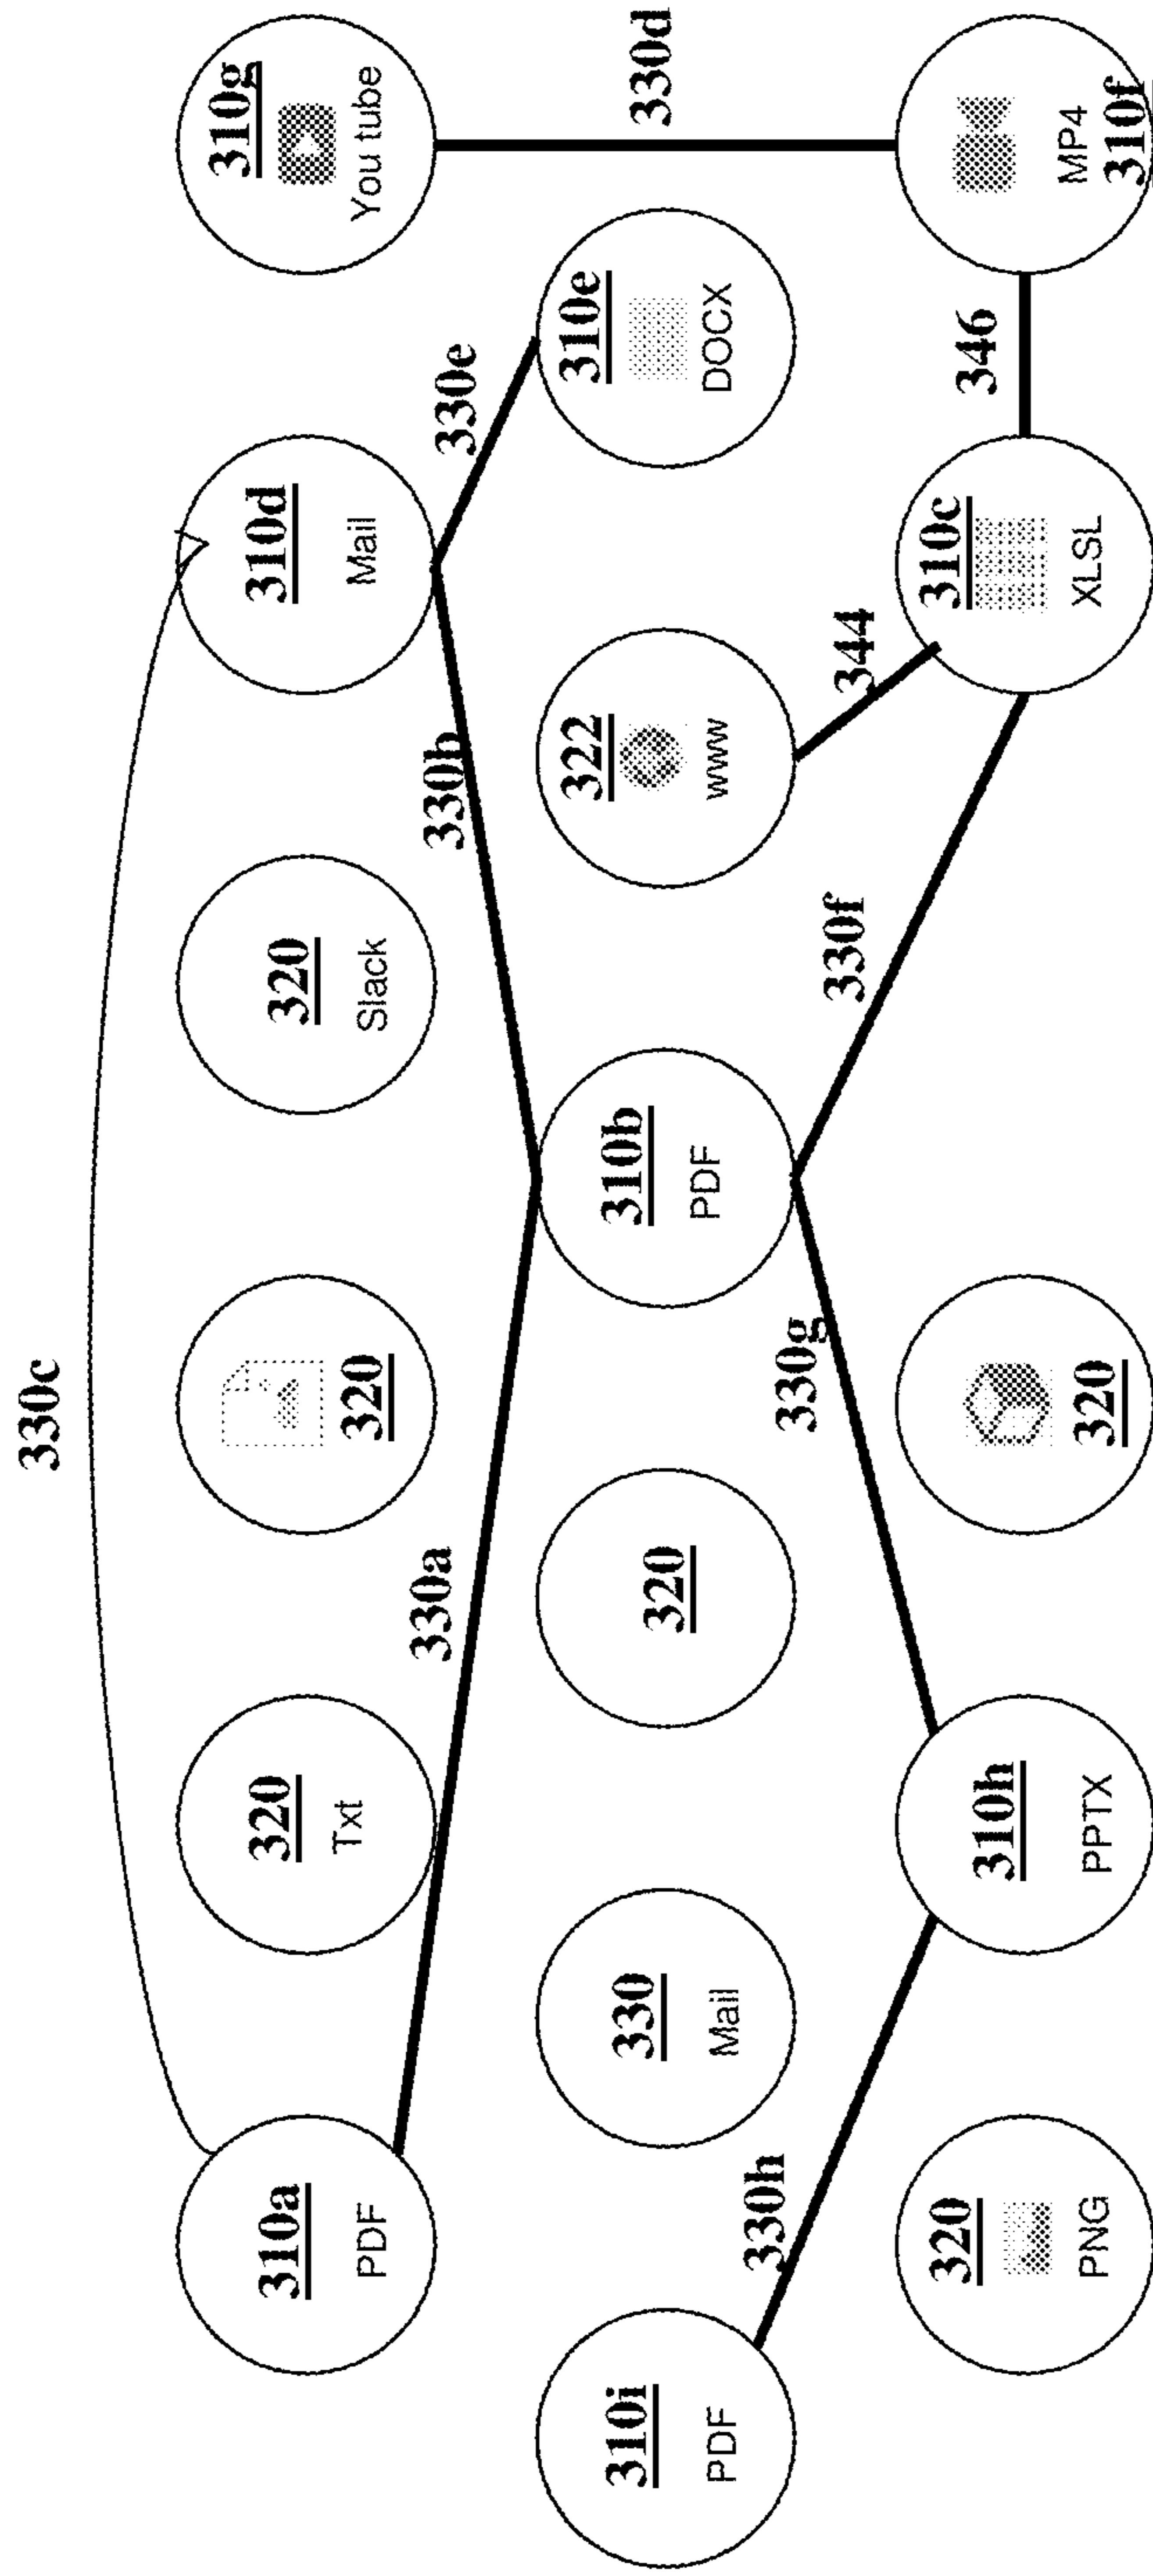 330c
310a
PDF
320
Txt
320
320
Slack
310d
Mail
310g
You tube
330a
330b
330e
330d
310i
PDF
330
Mail
320
310b
PDF
322
www
310e
DOCX
330h
330g
330f
344
346
320
PNG
310h
PPTX
320
310c
XLSL
MP4
310f